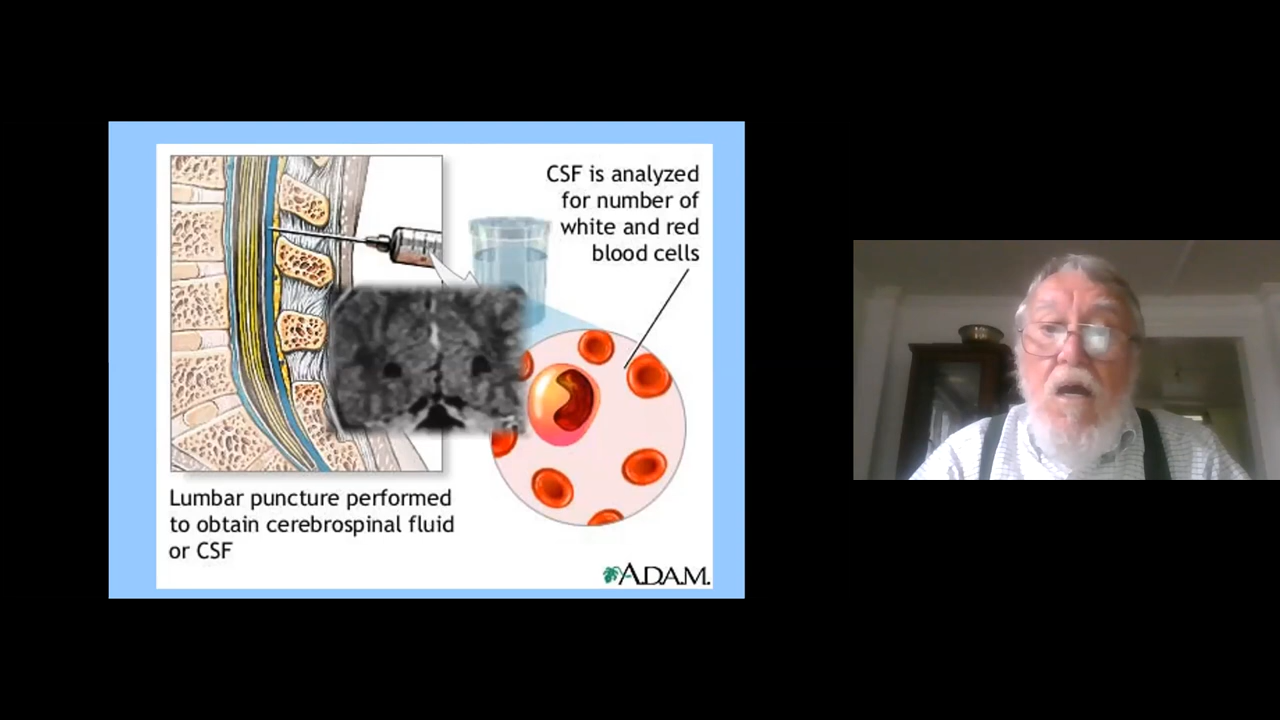 CSF is analyzed
for number of
white and red
blood cells
Lumbar puncture performed
to obtain cerebrospinal fluid
or CSF
A.D.A.M.